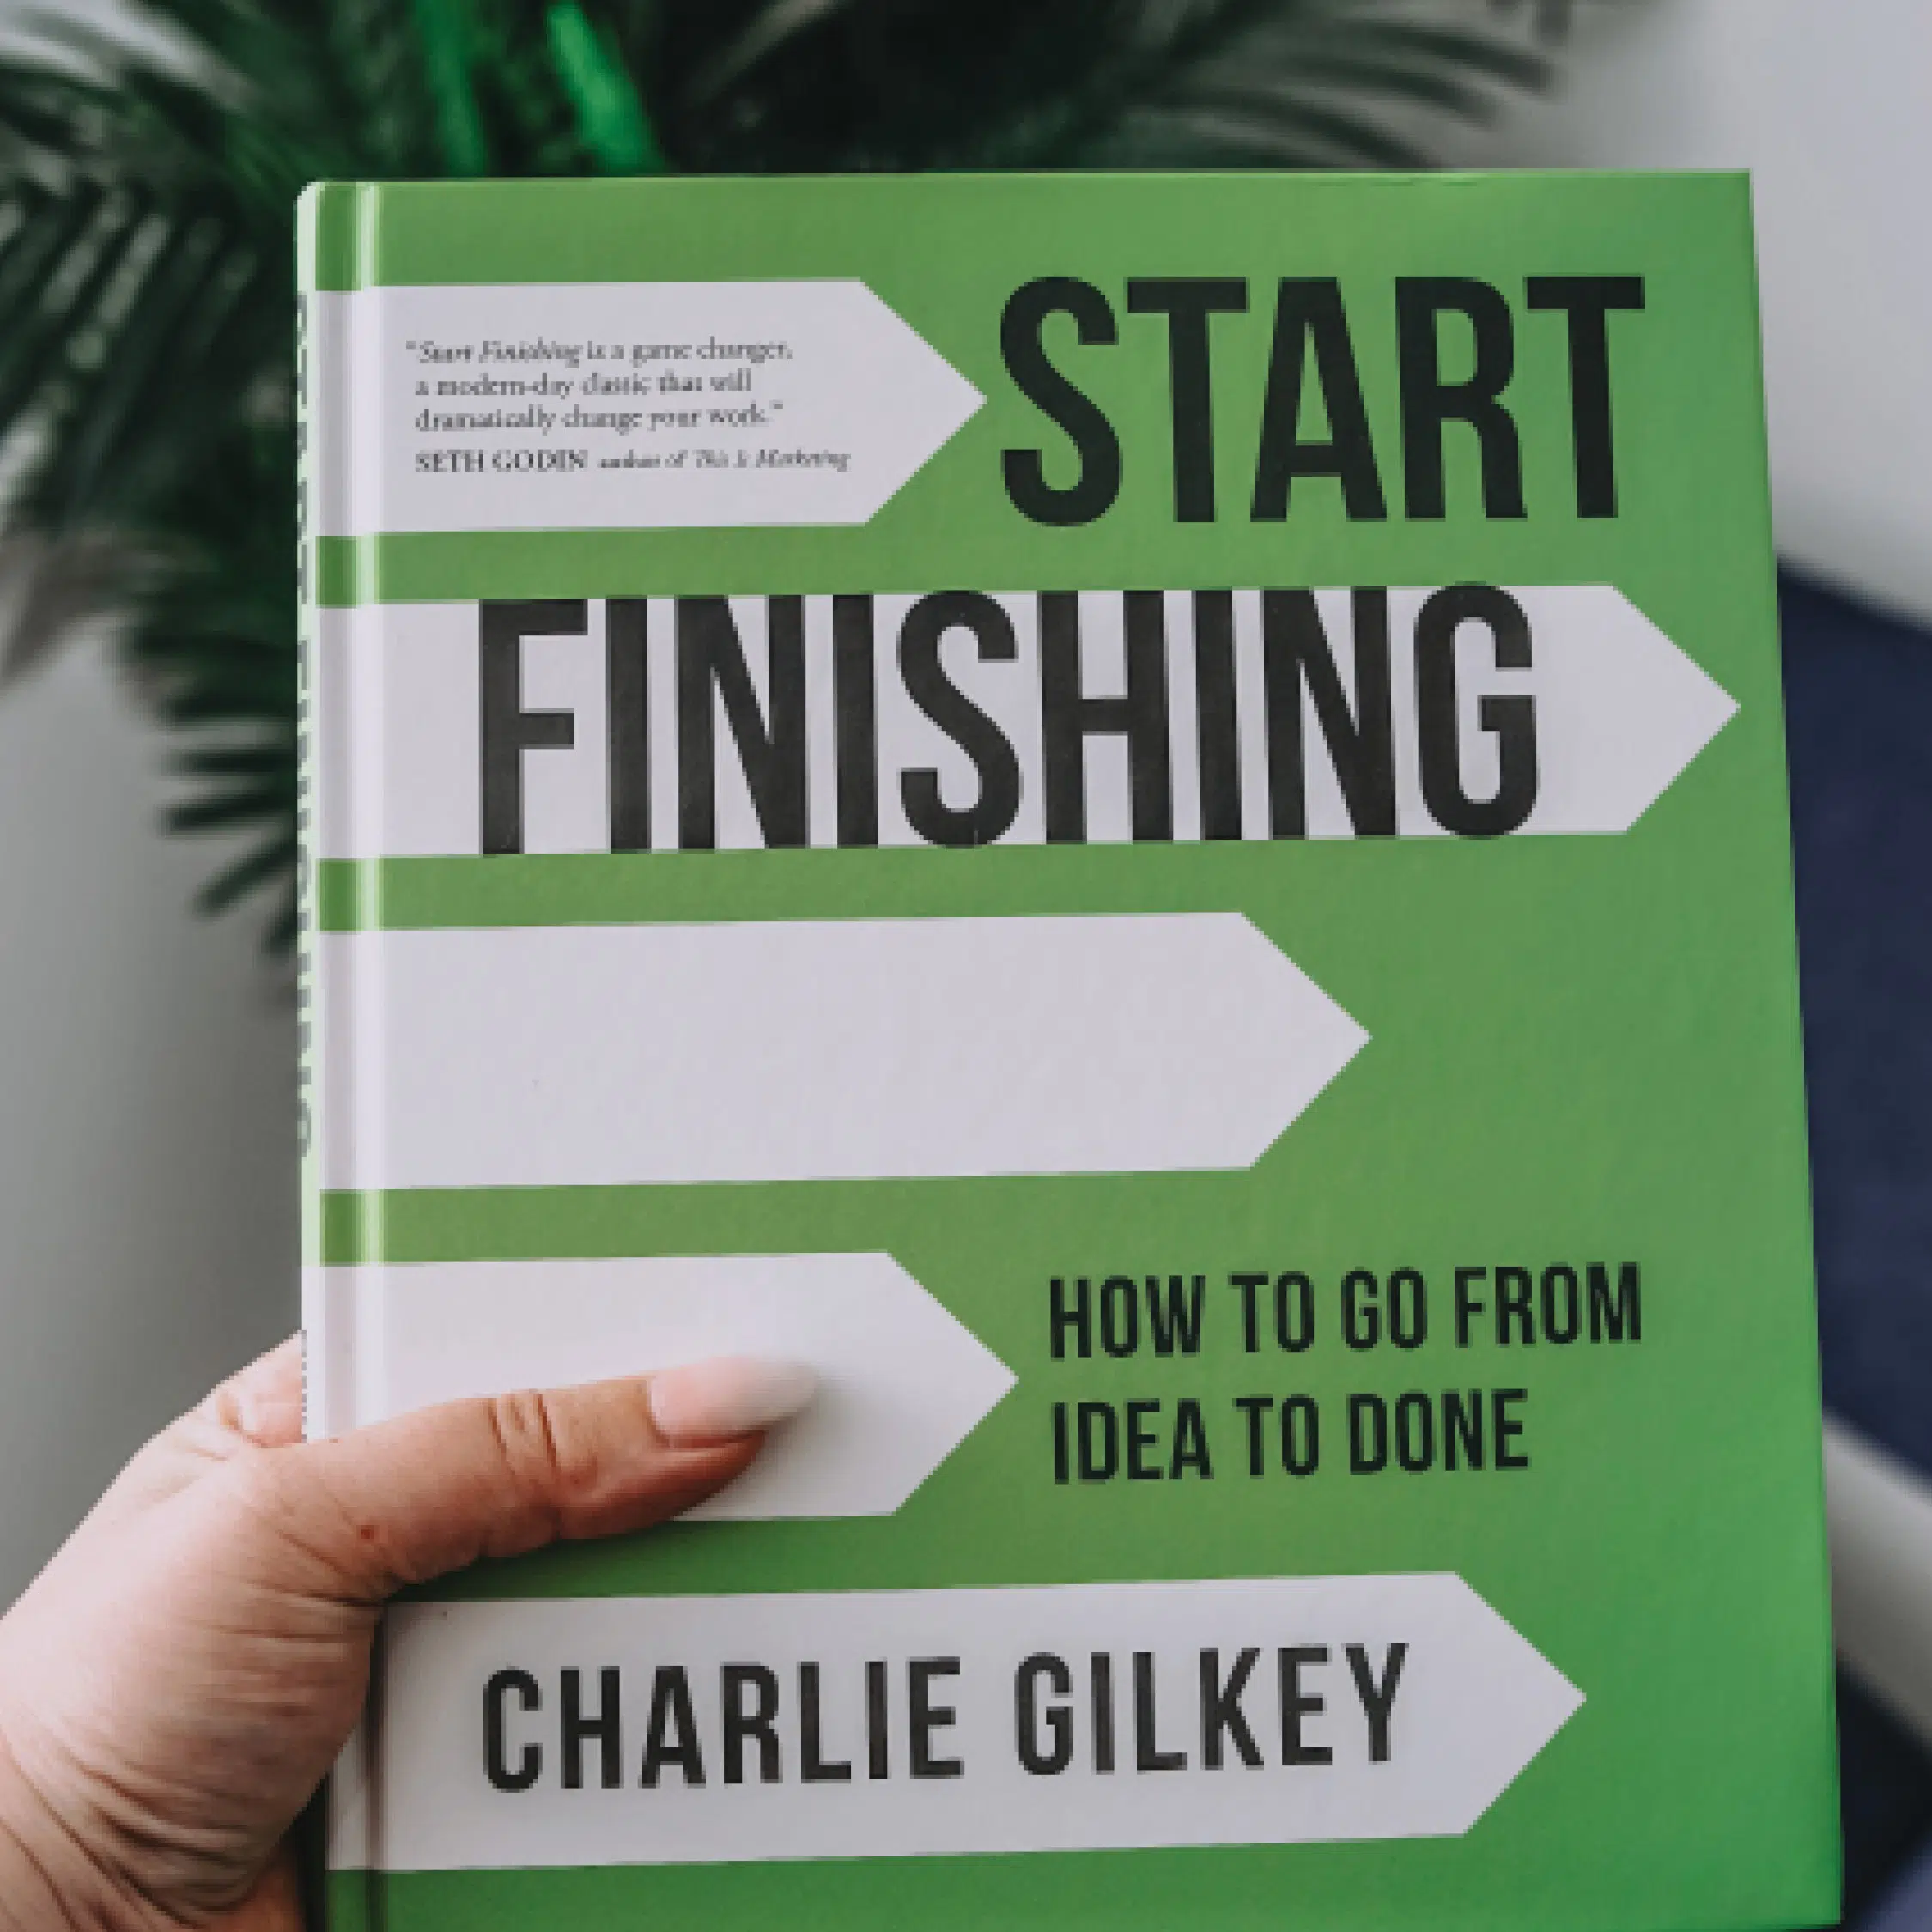 "Start Finishing is a game changer,
a modern-day classic that will
dramatically change your work."
SETH GODIN author of This Is Marketing
START
FINISHING
HOW TO GO FROM
IDEA TO DONE
CHARLIE GILKEY